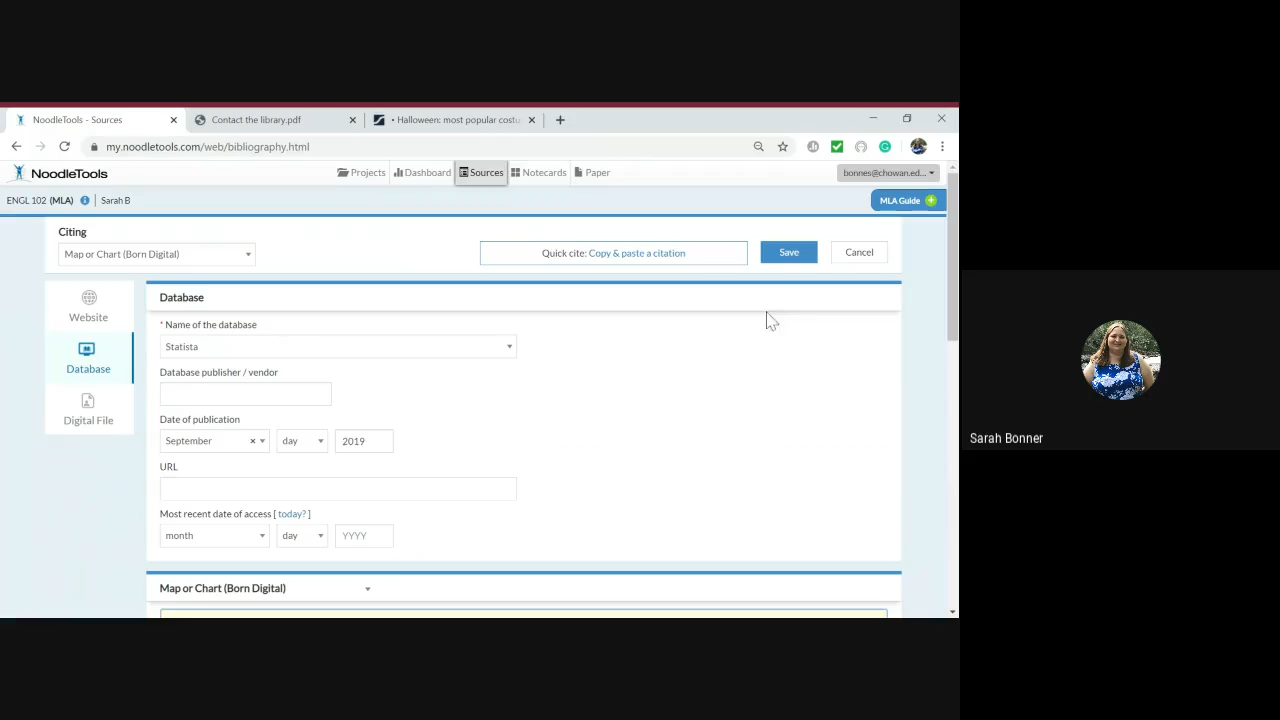 NoodleTools - Sources
Contact the library.pdf
• Halloween: most popular costu
my.noodletools.com/web/bibliography.html
NoodleTools
Projects
Dashboard
Sources
Notecards
Paper
bonnes@chowan.ed...
ENGL 102 (MLA)
Sarah B
MLA Guide
Citing
Map or Chart (Born Digital)
Quick cite: Copy & paste a citation
Save
Cancel
Website
Database
Digital File
Database
* Name of the database
Statista
Database publisher / vendor
Date of publication
September
day
2019
URL
Most recent date of access [ today? ]
month
day
YYYY
Map or Chart (Born Digital)
Sarah Bonner